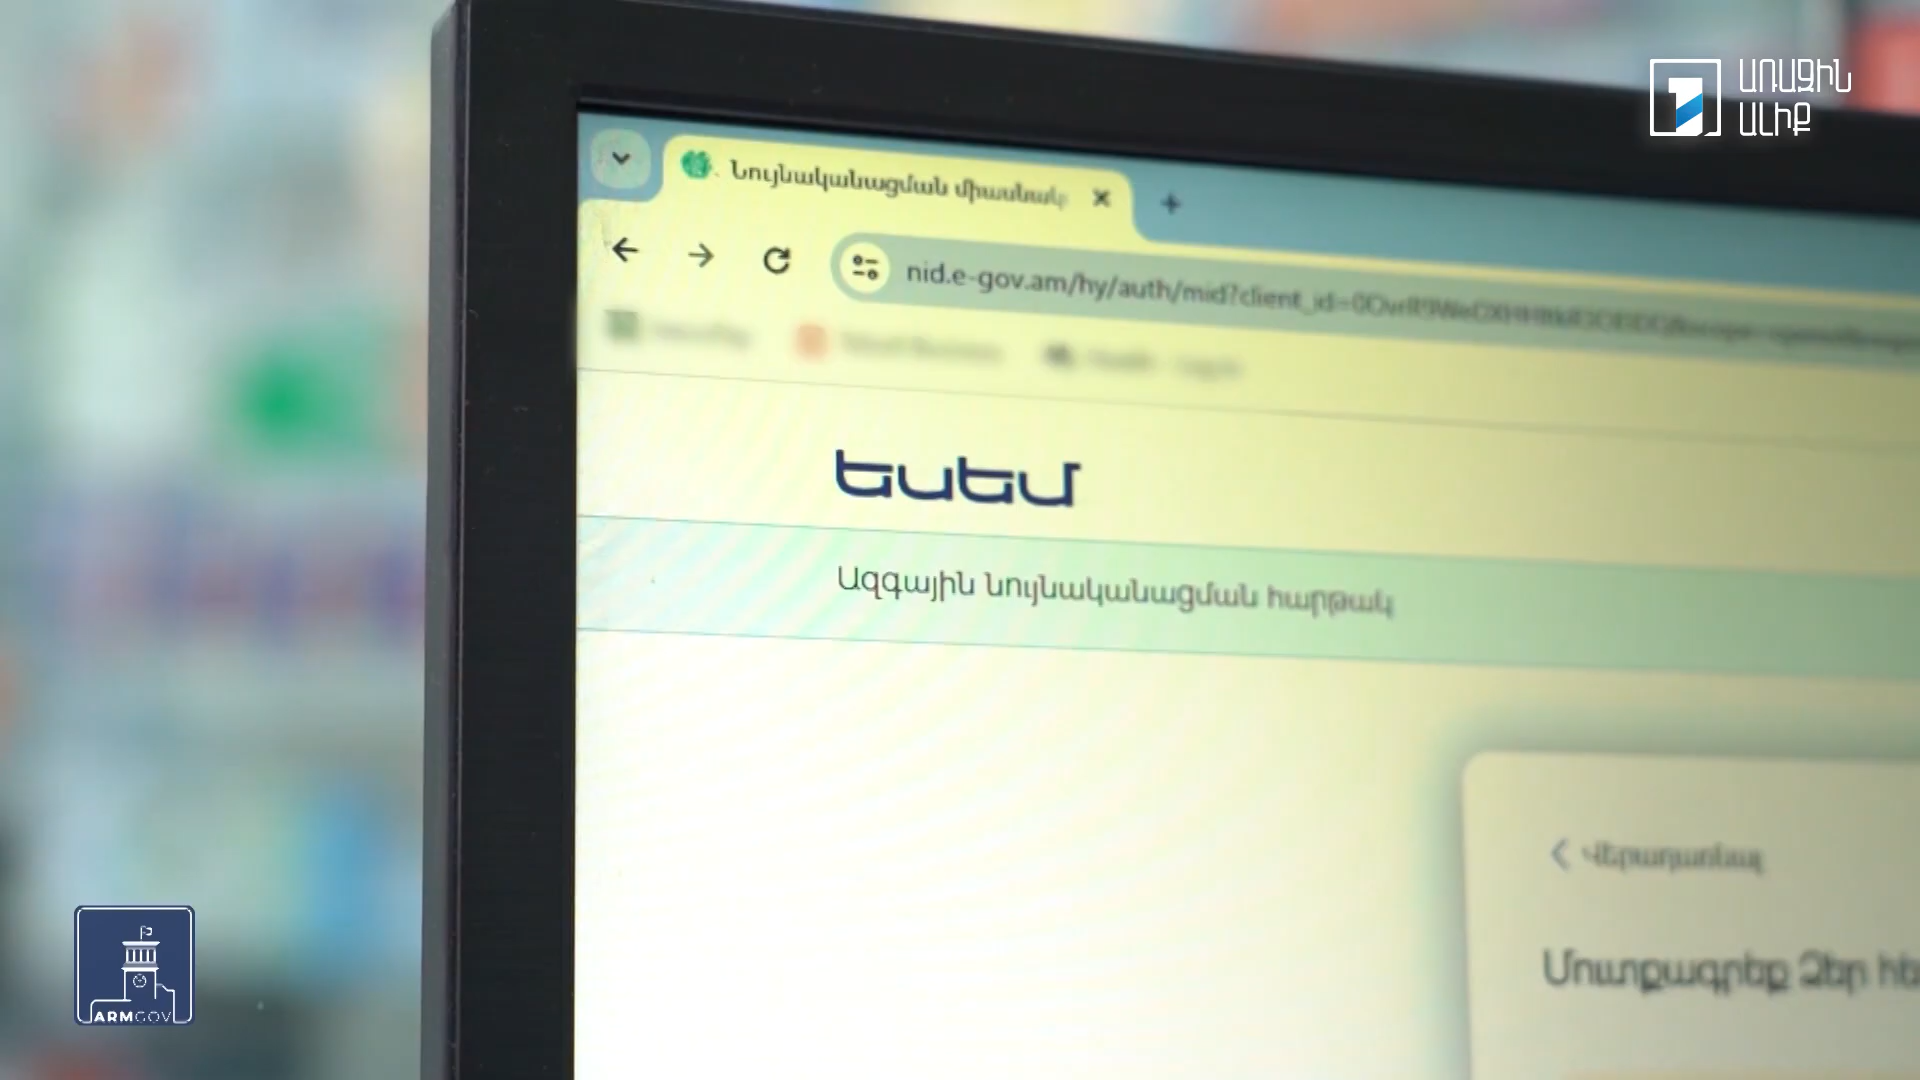 ԱՌԱՋԻՆ
ԱԼԻՔ
Նույնականացման միասնակ
nid.e-gov.am/hy/auth/mid?client_id=
եսեմ
Ազգային նույնականացման հարթակ
Վերադառնալ
Մուտքագրեք Ձեր հե
ARMGOV